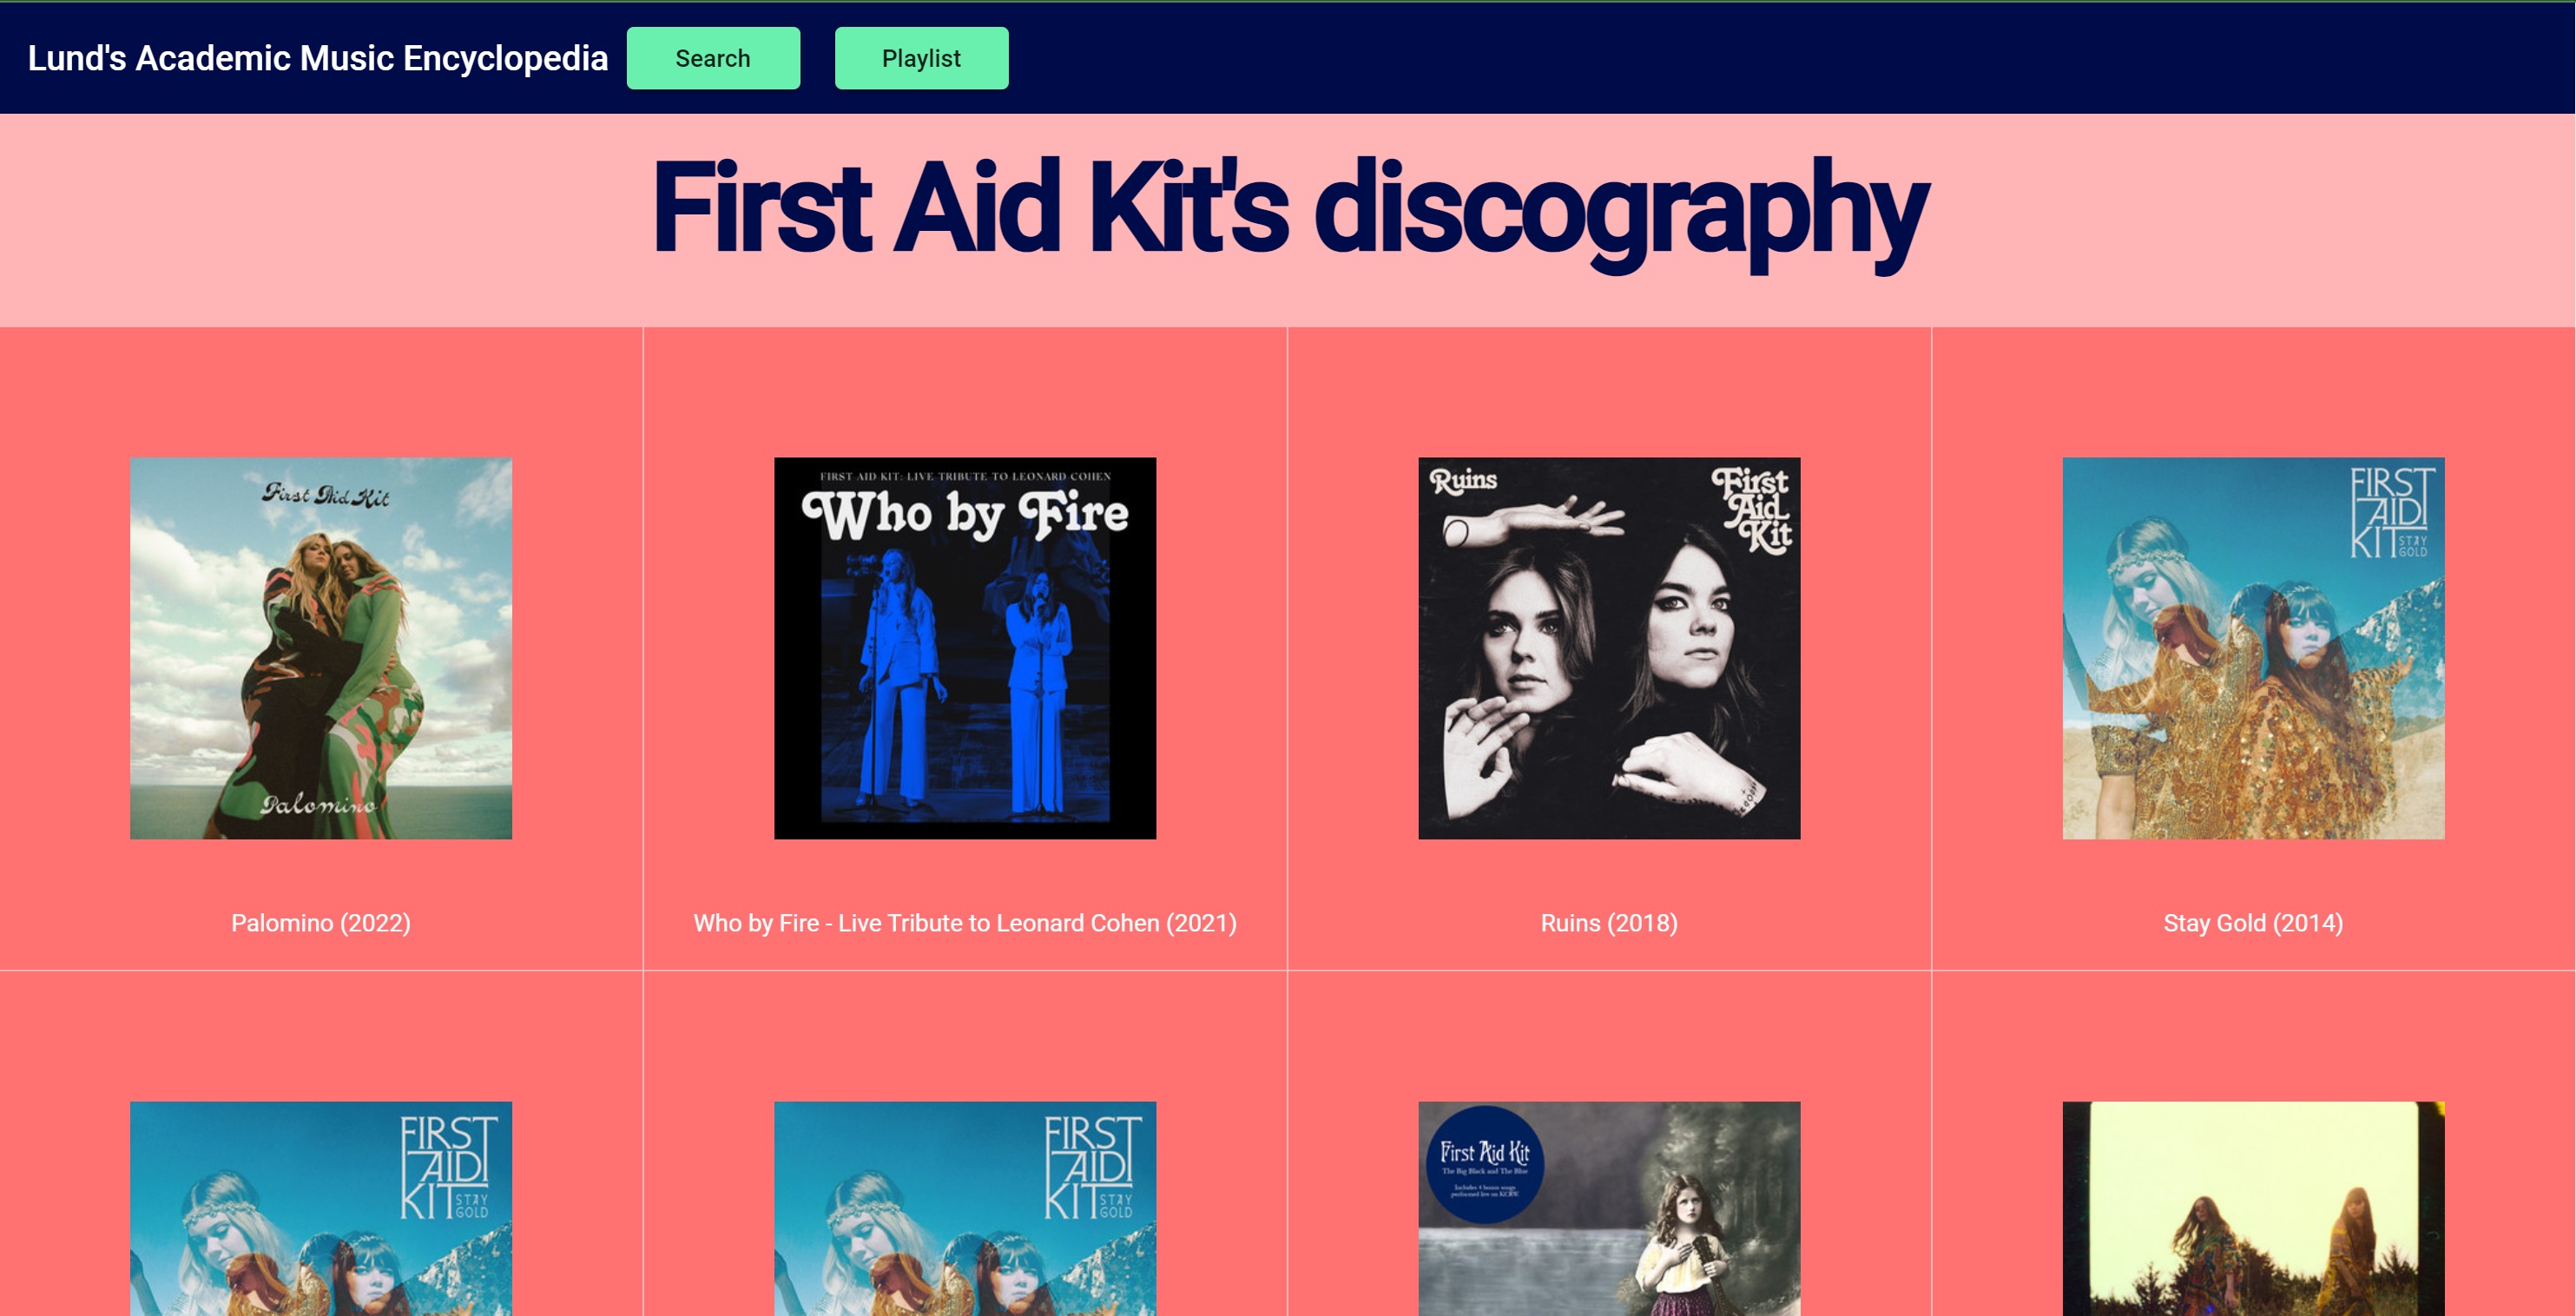 Lund's Academic Music Encyclopedia
Search
Playlist
First Aid Kit's discography
First Aid Kit
Palomino
FIRST AID KIT: LIVE TRIBUTE TO LEONARD COHEN
Who by Fire
Ruins
First
Aid
Kit
FIRST
AID
KIT STAY
GOLD
Palomino (2022)
Who by Fire - Live Tribute to Leonard Cohen (2021)
Ruins (2018)
Stay Gold (2014)
FIRST
AID
KIT STAY
GOLD
FIRST
AID
KIT STAY
GOLD
First Aid Kit
The Big Black and The Blue
Includes 4 bonus songs
performed live on KCRW